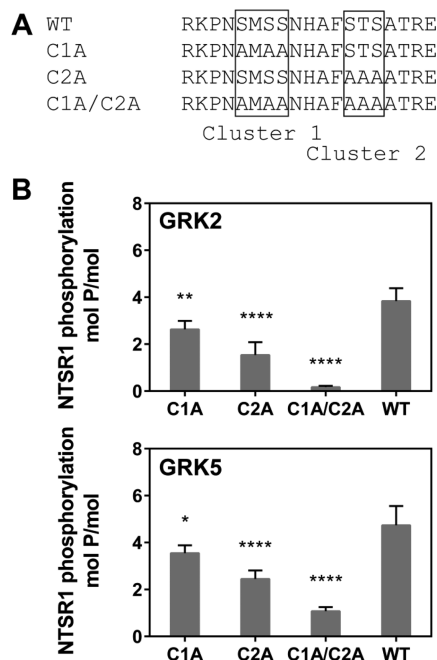 A
WT RKPNSMSSNHAFSTSATRE
C1A RKPNAMAANHAFSTSATRE
C2A RKPNSMSSNHAFAAAATRE
C1A/C2A RKPNAMAANHAFAAAATRE
Cluster 1
Cluster 2
B
NTSR1 phosphorylation
mol P/mol
GRK2
8
6
4
2
0
** **** ****
C1A C2A C1A/C2A WT
NTSR1 phosphorylation
mol P/mol
GRK5
8
6
4
2
0
* **** ****
C1A C2A C1A/C2A WT